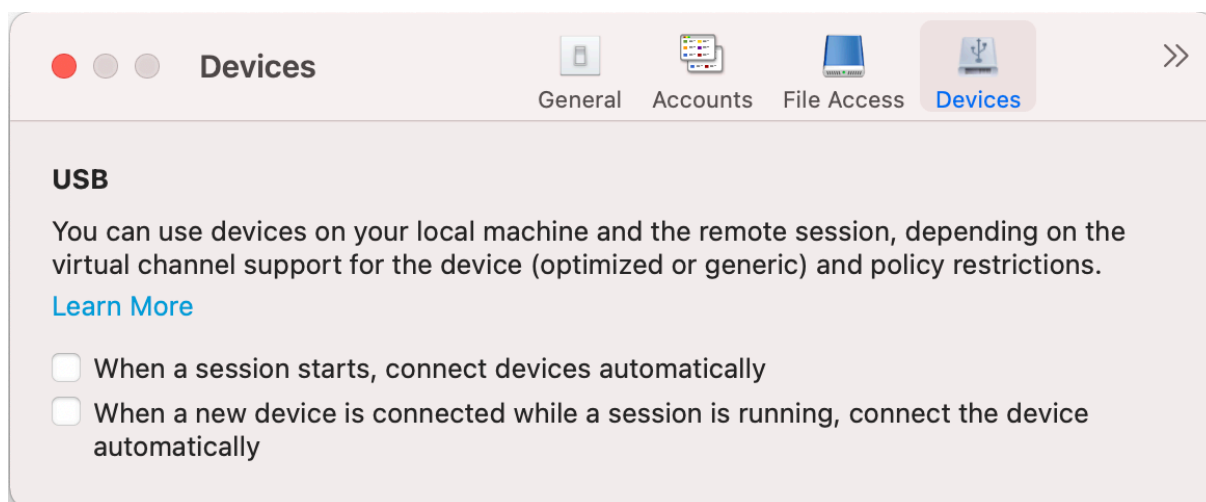 Devices
General
Accounts
File Access
Devices
USB
You can use devices on your local machine and the remote session, depending on the
virtual channel support for the device (optimized or generic) and policy restrictions.
Learn More
When a session starts, connect devices automatically
When a new device is connected while a session is running, connect the device
automatically